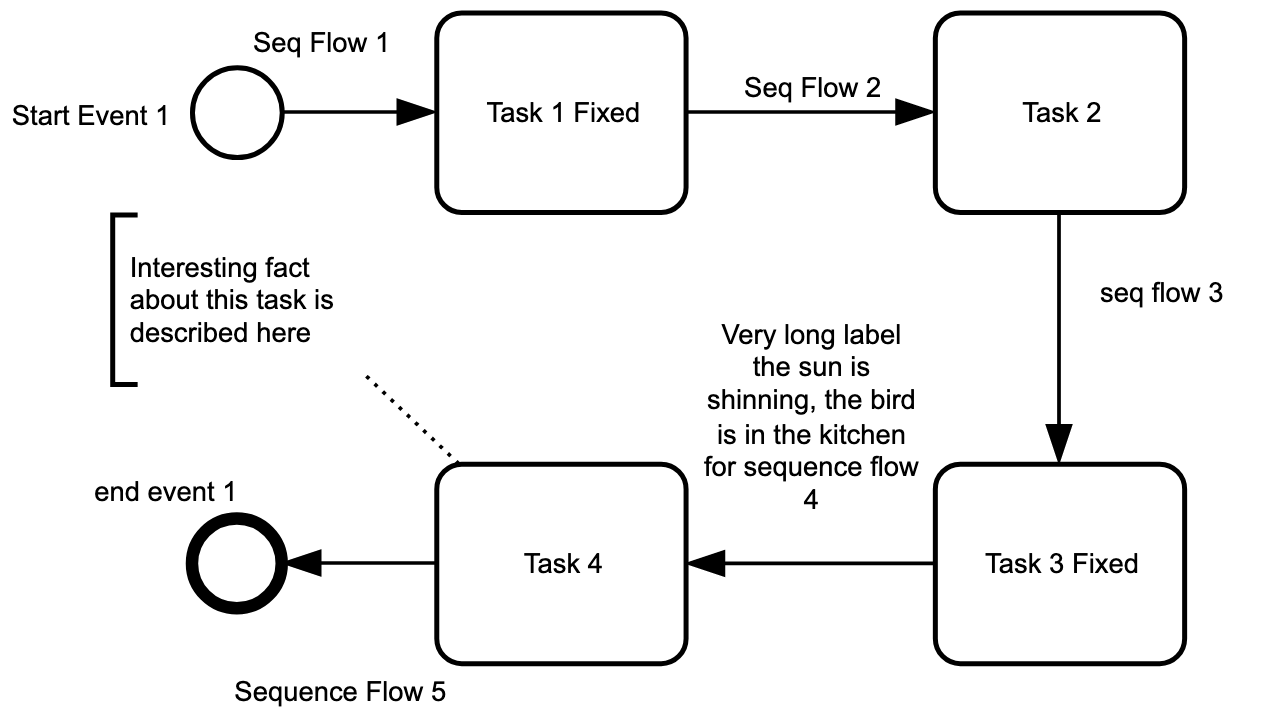 Seq Flow 1
Start Event 1
Task 1 Fixed
Seq Flow 2
Task 2
Interesting fact
about this task is
described here
seq flow 3
Very long label
the sun is
shinning, the bird
is in the kitchen
for sequence flow
4
end event 1
Task 4
Task 3 Fixed
Sequence Flow 5